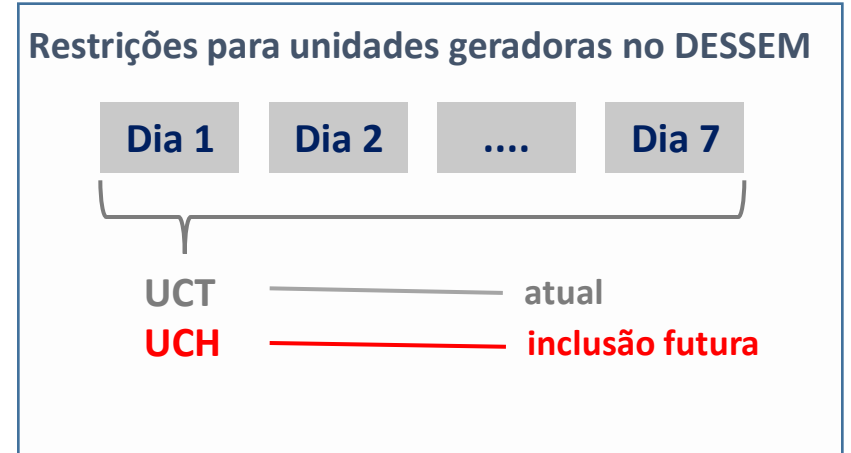 Restrições para unidades geradoras no DESSEM
Dia 1 Dia 2 .... Dia 7
UCT atual
UCH inclusão futura